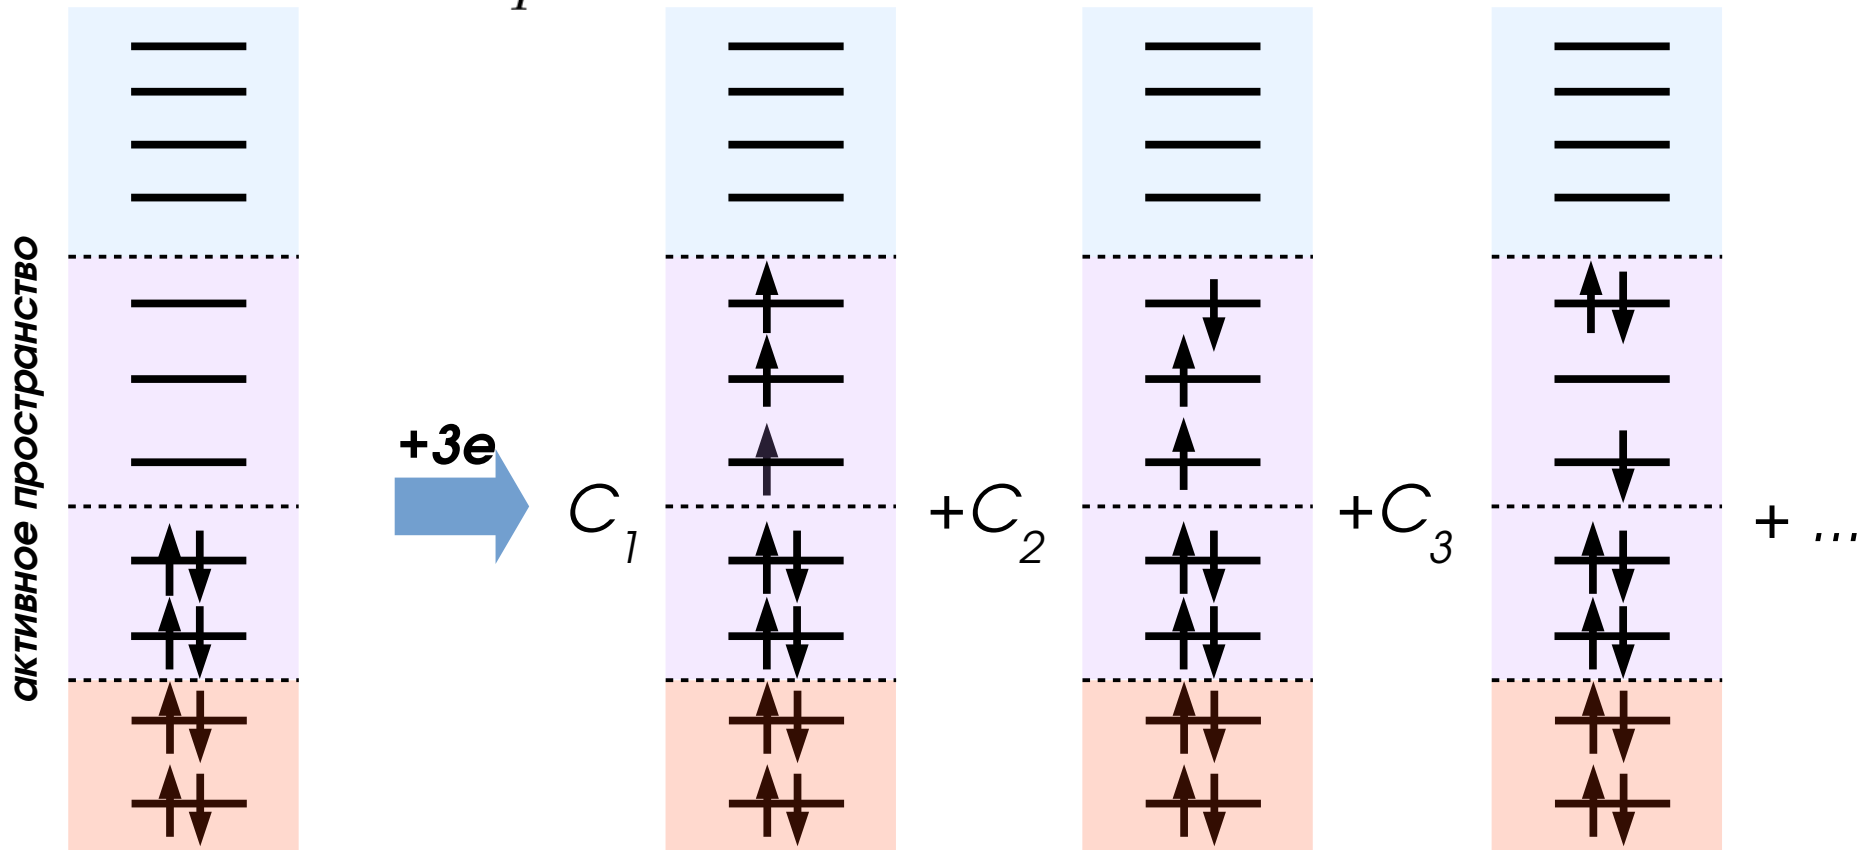 активное пространство
+3e
C1
+C2
+C3
+ ...